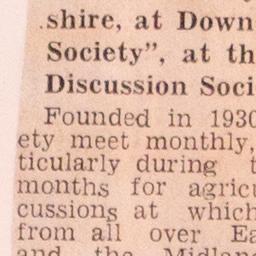 shire, at Down
Society”, at th
Discussion Soci
Founded in 1930
ety meet monthly,
ticularly during t
months for agricu
cussions at which
from all over Ea
and the Midlan